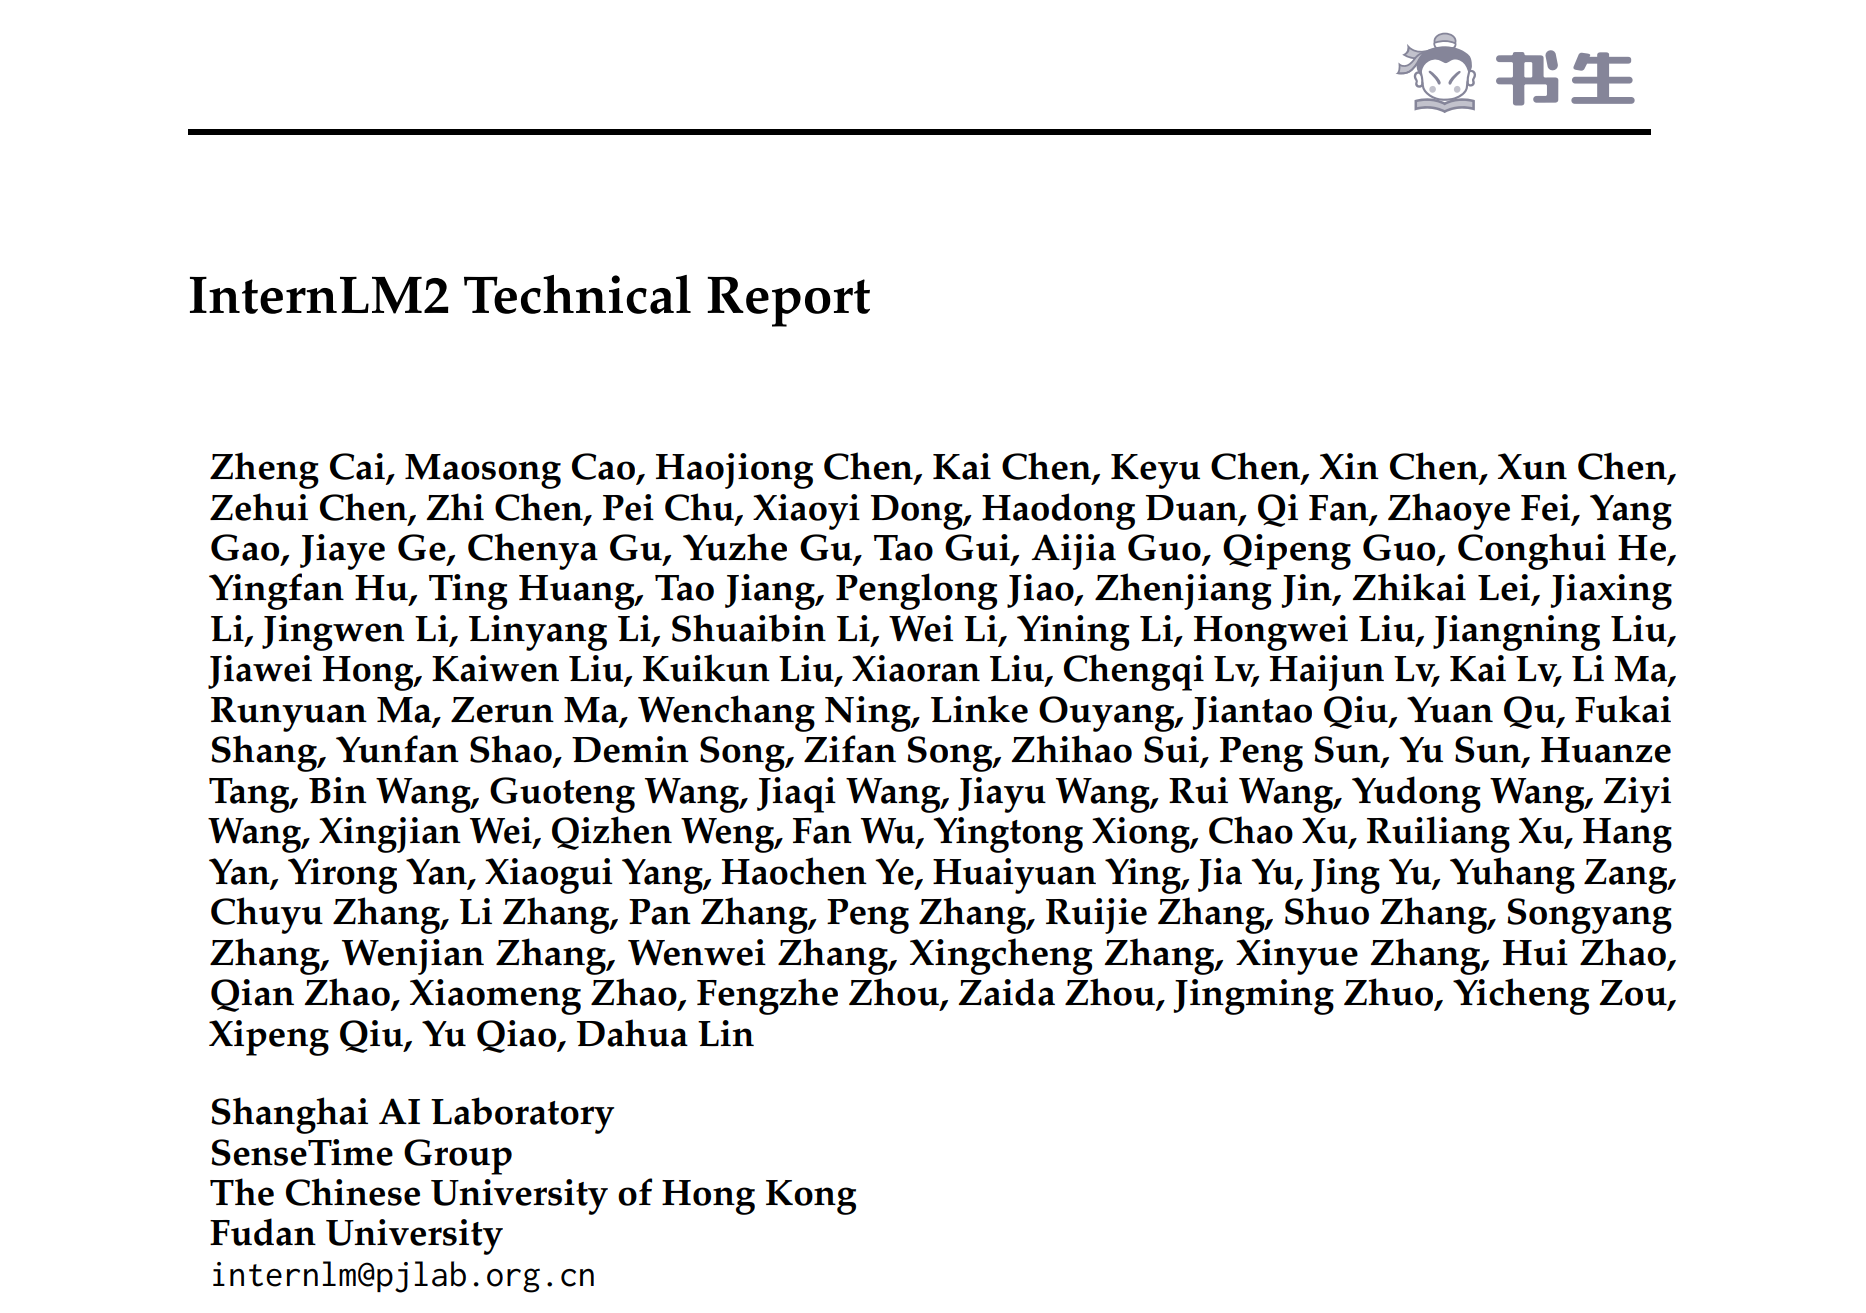 书生
InternLM2 Technical Report
Zheng Cai, Maosong Cao, Haojiong Chen, Kai Chen, Keyu Chen, Xin Chen, Xun Chen,
Zehui Chen, Zhi Chen, Pei Chu, Xiaoyi Dong, Haodong Duan, Qi Fan, Zhaoye Fei, Yang
Gao, Jiaye Ge, Chenya Gu, Yuzhe Gu, Tao Gui, Aijia Guo, Qipeng Guo, Conghui He,
Yingfan Hu, Ting Huang, Tao Jiang, Penglong Jiao, Zhenjiang Jin, Zhikai Lei, Jiaxing
Li, Jingwen Li, Linyang Li, Shuaibin Li, Wei Li, Yining Li, Hongwei Liu, Jiangning Liu,
Jiawei Hong, Kaiwen Liu, Kuikun Liu, Xiaoran Liu, Chengqi Lv, Haijun Lv, Kai Lv, Li Ma,
Runyuan Ma, Zerun Ma, Wenchang Ning, Linke Ouyang, Jiantao Qiu, Yuan Qu, Fukai
Shang, Yunfan Shao, Demin Song, Zifan Song, Zhihao Sui, Peng Sun, Yu Sun, Huanze
Tang, Bin Wang, Guoteng Wang, Jiaqi Wang, Jiayu Wang, Rui Wang, Yudong Wang, Ziyi
Wang, Xingjian Wei, Qizhen Weng, Fan Wu, Yingtong Xiong, Chao Xu, Ruiliang Xu, Hang
Yan, Yirong Yan, Xiaogui Yang, Haochen Ye, Huaiyuan Ying, Jia Yu, Jing Yu, Yuhang Zang,
Chuyu Zhang, Li Zhang, Pan Zhang, Peng Zhang, Ruijie Zhang, Shuo Zhang, Songyang
Zhang, Wenjian Zhang, Wenwei Zhang, Xingcheng Zhang, Xinyue Zhang, Hui Zhao,
Qian Zhao, Xiaomeng Zhao, Fengzhe Zhou, Zaida Zhou, Jingming Zhuo, Yicheng Zou,
Xipeng Qiu, Yu Qiao, Dahua Lin
Shanghai AI Laboratory
SenseTime Group
The Chinese University of Hong Kong
Fudan University
internlm@pjlab.org.cn